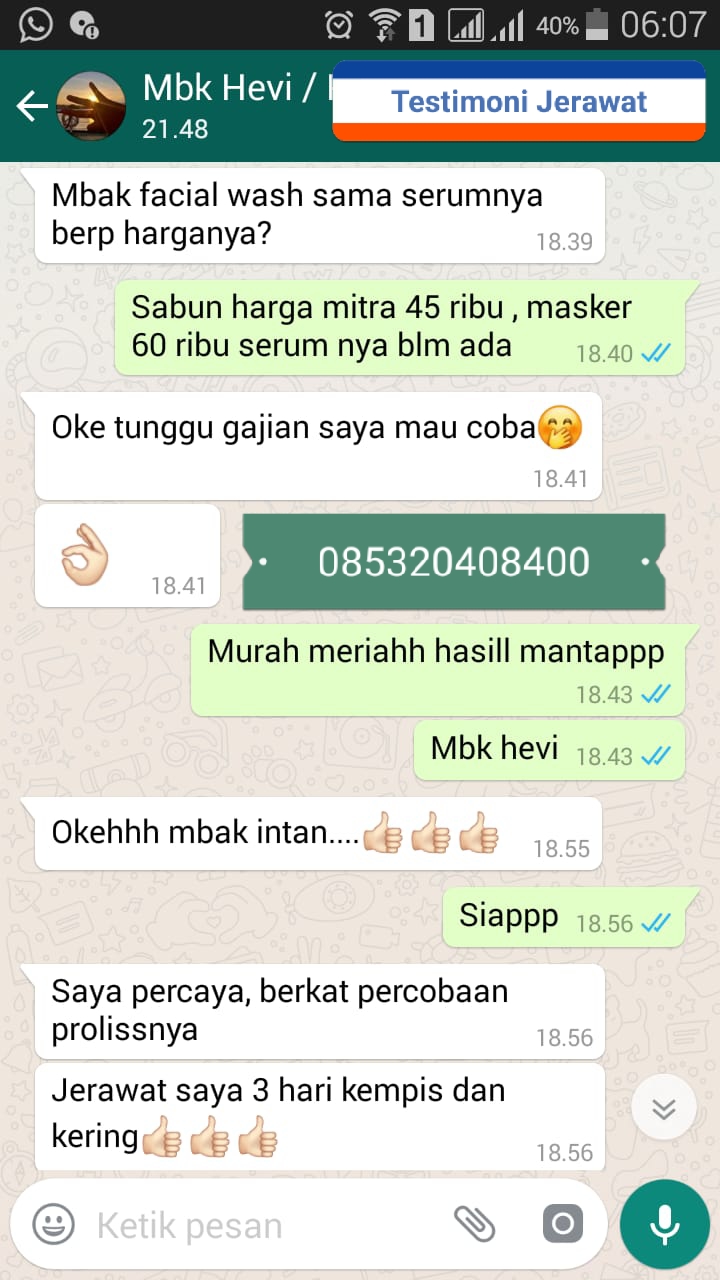 1
40%
06:07
Mbk Hevi /
Testimoni Jerawat
21.48
Mbak facial wash sama serumnya
berp harganya?
18.39
Sabun harga mitra 45 ribu , masker
60 ribu serum nya blm ada
18.40
Oke tunggu gajian saya mau coba🤭
18.41
👌🏻
18.41
085320408400
Murah meriahh hasill mantappp
18.43
Mbk hevi
18.43
Okehhh mbak intan....👍🏻👍🏻👍🏻
18.55
Siappp
18.56
Saya percaya, berkat percobaan
prolissnya
18.56
Jerawat saya 3 hari kempis dan
kering👍🏻👍🏻👍🏻
18.56
Ketik pesan